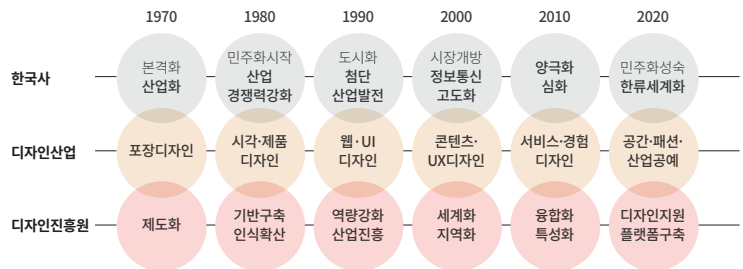 1970 1980 1990 2000 2010 2020
한국사
본격화
산업화
민주화시작
산업
경쟁력강화
도시화
첨단
산업발전
시장개방
정보통신
고도화
양극화
심화
민주화성숙
한류세계화
디자인산업
포장디자인
시각·제품
디자인
웹·UI
디자인
콘텐츠·
UX디자인
서비스·경험
디자인
공간·패션·
산업공예
디자인진흥원
제도화
기반구축
인식확산
역량강화
산업진흥
세계화
지역화
융합화
특성화
디자인지원
플랫폼구축